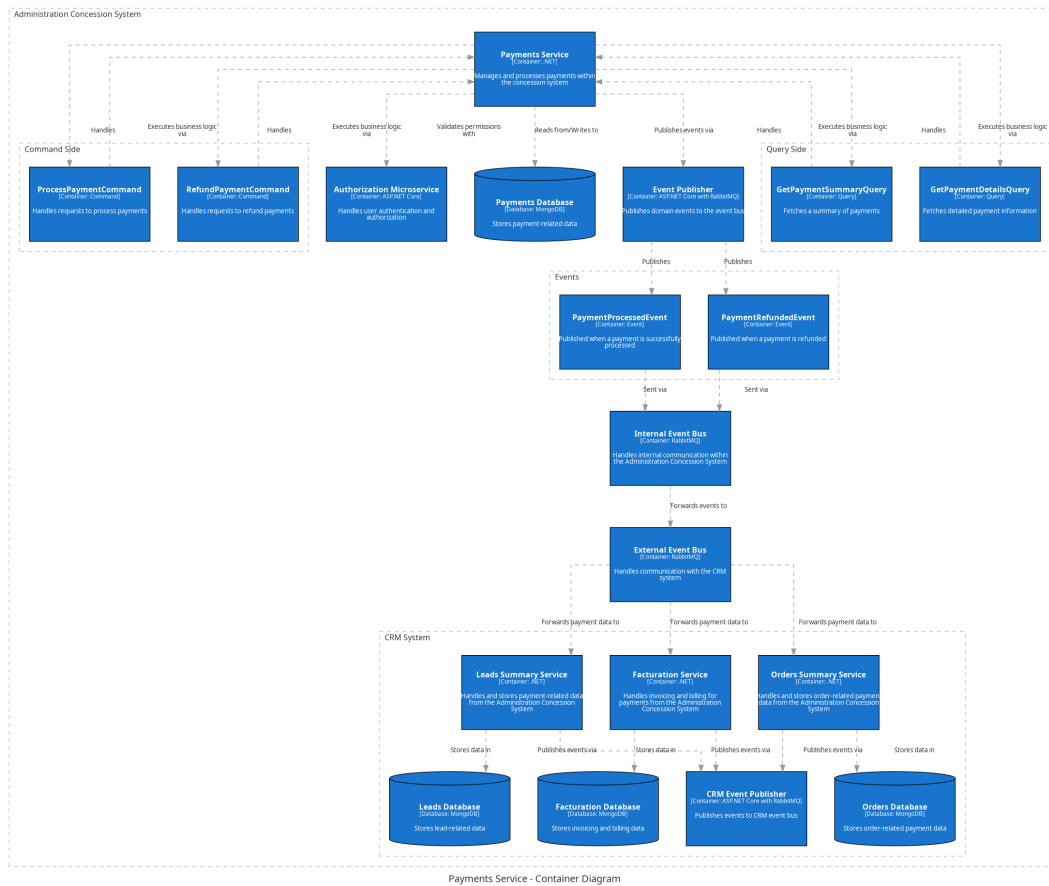 Administration Concession System
Payments Service
[Container: .NET]
Manages and processes payments within
the concession system
Handles
Executes business logic
via
Handles
Executes business logic
via
Validates permissions
with
Reads from/Writes to
Publishes events via
Handles
Executes business logic
via
Handles
Executes business logic
via
Command Side
ProcessPaymentCommand
[Container: Command]
Handles requests to process payments
RefundPaymentCommand
[Container: Command]
Handles requests to refund payments
Authorization Microservice
[Container: ASP.NET Core]
Handles user authentication and
authorization
Payments Database
[Database: MongoDB]
Stores payment-related data
Event Publisher
[Container: ASP.NET Core with RabbitMQ]
Publishes domain events to the event bus
Query Side
GetPaymentSummaryQuery
[Container: Query]
Fetches a summary of payments
GetPaymentDetailsQuery
[Container: Query]
Fetches detailed payment information
Publishes
Publishes
Events
PaymentProcessedEvent
[Container: Event]
Published when a payment is successfully
processed
PaymentRefundedEvent
[Container: Event]
Published when a payment is refunded
Sent via
Sent via
Internal Event Bus
[Container: RabbitMQ]
Handles internal communication within
the Administration Concession System
Forwards events to
External Event Bus
[Container: RabbitMQ]
Handles communication with the CRM
system
Forwards payment data to
Forwards payment data to
Forwards payment data to
CRM System
Leads Summary Service
[Container: .NET]
Handles and stores payment-related data
from the Administration Concession
System
Facturation Service
[Container: .NET]
Handles invoicing and billing for
payments from the Administration
Concession System
Orders Summary Service
[Container: .NET]
Handles and stores order-related payment
data from the Administration Concession
System
Stores data in
Publishes events via
Stores data in
Publishes events via
Publishes events via
Stores data in
Leads Database
[Database: MongoDB]
Stores lead-related data
Facturation Database
[Database: MongoDB]
Stores invoicing and billing data
CRM Event Publisher
[Container: ASP.NET Core with RabbitMQ]
Publishes events to CRM event bus
Orders Database
[Database: MongoDB]
Stores order-related payment data
Payments Service - Container Diagram